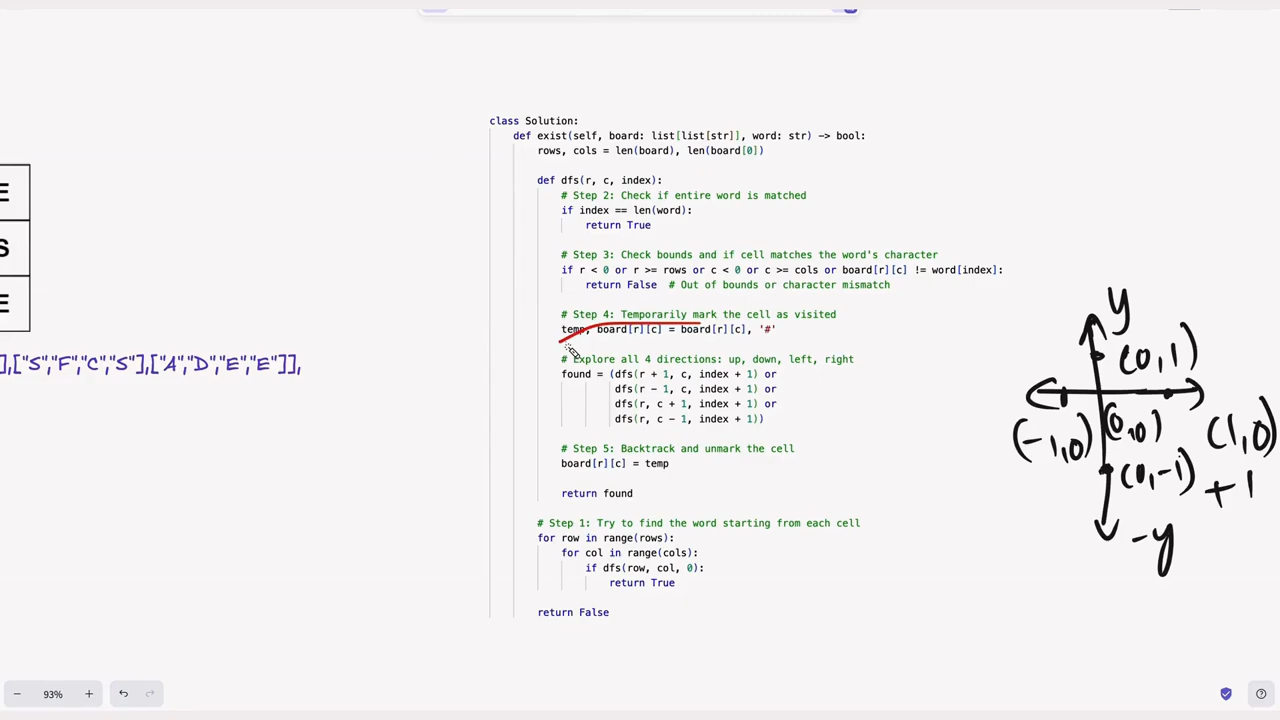 E
S
E
],["S","F","C","S"],["A","D","E","E"]],
class Solution:
def exist(self, board: list[list[str]], word: str) -> bool:
rows, cols = len(board), len(board[0])
def dfs(r, c, index):
# Step 2: Check if entire word is matched
if index == len(word):
return True
# Step 3: Check bounds and if cell matches the word's character
if r < 0 or r >= rows or c < 0 or c >= cols or board[r][c] != word[index]:
return False # Out of bounds or character mismatch
# Step 4: Temporarily mark the cell as visited
temp, board[r][c] = board[r][c], '#'
# Explore all 4 directions: up, down, left, right
found = (dfs(r + 1, c, index + 1) or
dfs(r - 1, c, index + 1) or
dfs(r, c + 1, index + 1) or
dfs(r, c - 1, index + 1))
# Step 5: Backtrack and unmark the cell
board[r][c] = temp
return found
# Step 1: Try to find the word starting from each cell
for row in range(rows):
for col in range(cols):
if dfs(row, col, 0):
return True
return False
y
(0,1)
(-1,0) (0,0) (1,0)
(0,-1) +1
-y
93%